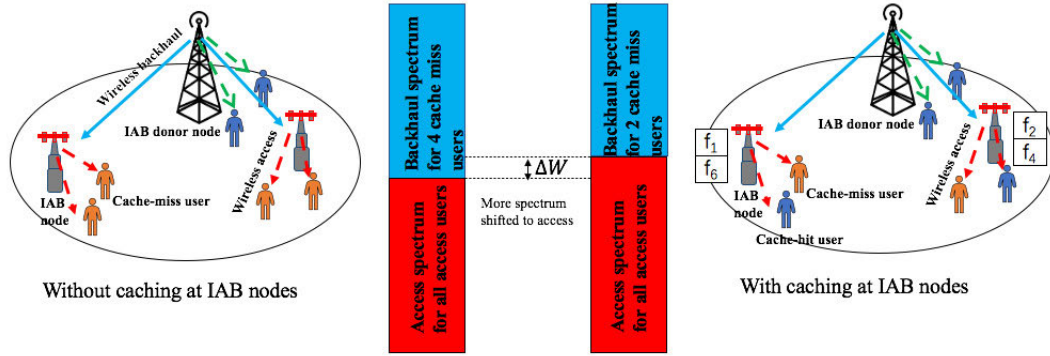 Wireless backhaul
IAB donor node
Wireless access
IAB
node
Cache-miss user
Without caching at IAB nodes
Backhaul spectrum
for 4 cache miss
users
Access spectrum
for all access users
ΔW
More spectrum
shifted to access
Backhaul spectrum
for 2 cache miss
users
Access spectrum
for all access users
IAB donor node
f1
f6
f2
f4
Wireless access
IAB
node
Cache-miss user
Cache-hit user
With caching at IAB nodes